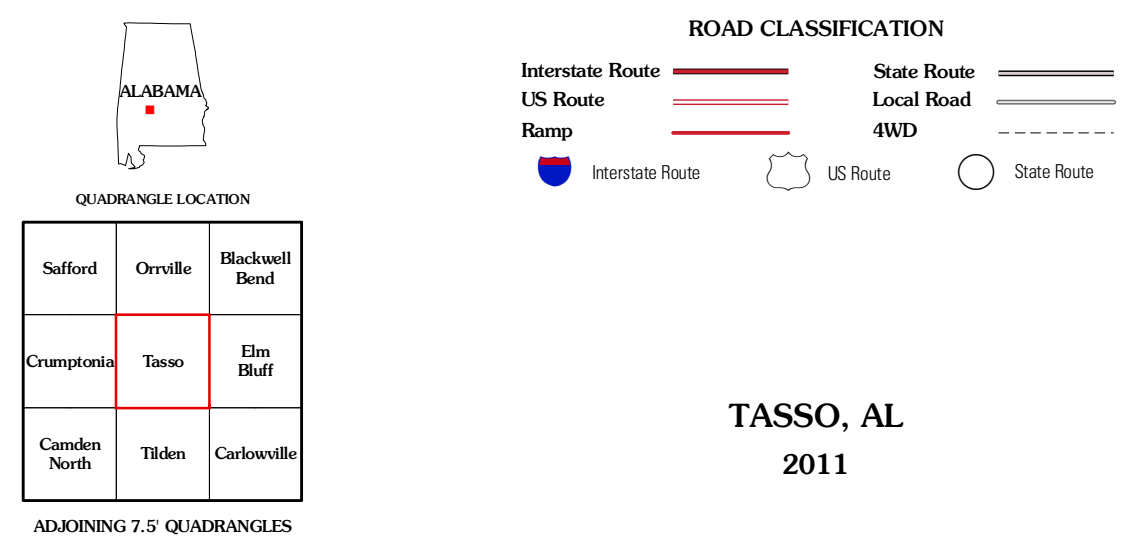 ALABAMA
QUADRANGLE LOCATION
Safford
Orrville
Blackwell
Bend
Crumptonia
Tasso
Elm
Bluff
Camden
North
Tilden
Carlowville
ADJOINING 7.5' QUADRANGLES
ROAD CLASSIFICATION
Interstate Route
State Route
US Route
Local Road
Ramp
4WD
Interstate Route
US Route
State Route
TASSO, AL
2011